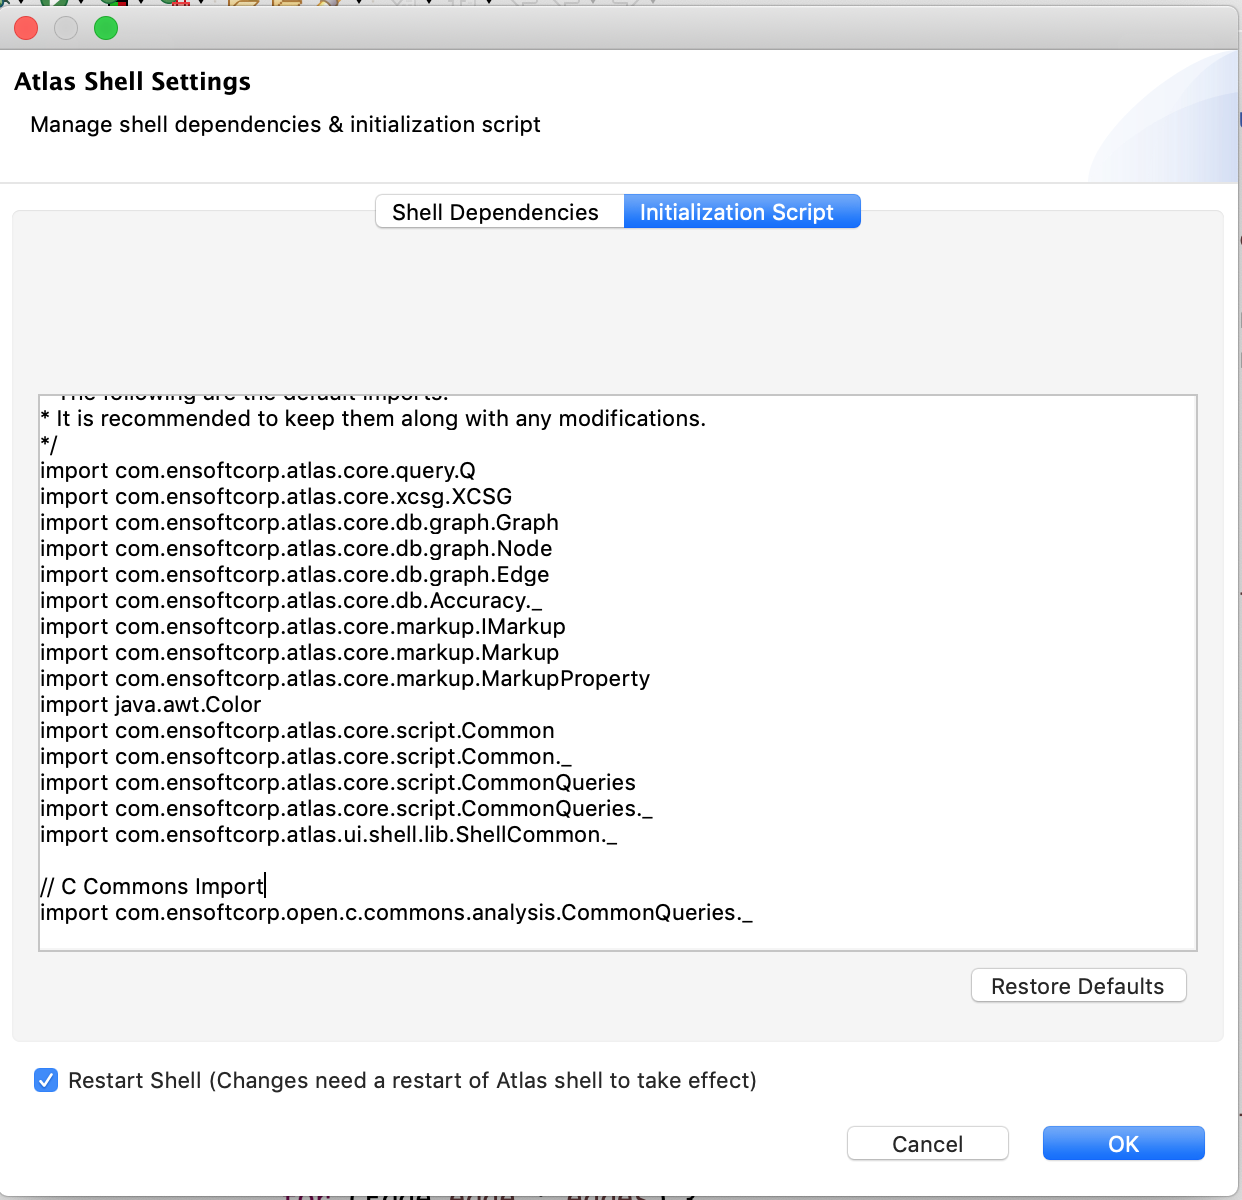 Atlas Shell Settings
Manage shell dependencies & initialization script
Shell Dependencies
Initialization Script
The following are the default imports.
* It is recommended to keep them along with any modifications.
*/
import com.ensoftcorp.atlas.core.query.Q
import com.ensoftcorp.atlas.core.xcsg.XCSG
import com.ensoftcorp.atlas.core.db.graph.Graph
import com.ensoftcorp.atlas.core.db.graph.Node
import com.ensoftcorp.atlas.core.db.graph.Edge
import com.ensoftcorp.atlas.core.db.Accuracy._
import com.ensoftcorp.atlas.core.markup.IMarkup
import com.ensoftcorp.atlas.core.markup.Markup
import com.ensoftcorp.atlas.core.markup.MarkupProperty
import java.awt.Color
import com.ensoftcorp.atlas.core.script.Common
import com.ensoftcorp.atlas.core.script.Common._
import com.ensoftcorp.atlas.core.script.CommonQueries
import com.ensoftcorp.atlas.core.script.CommonQueries._
import com.ensoftcorp.atlas.ui.shell.lib.ShellCommon._
// C Commons Import
import com.ensoftcorp.open.c.commons.analysis.CommonQueries._
Restore Defaults
Restart Shell (Changes need a restart of Atlas shell to take effect)
Cancel
OK